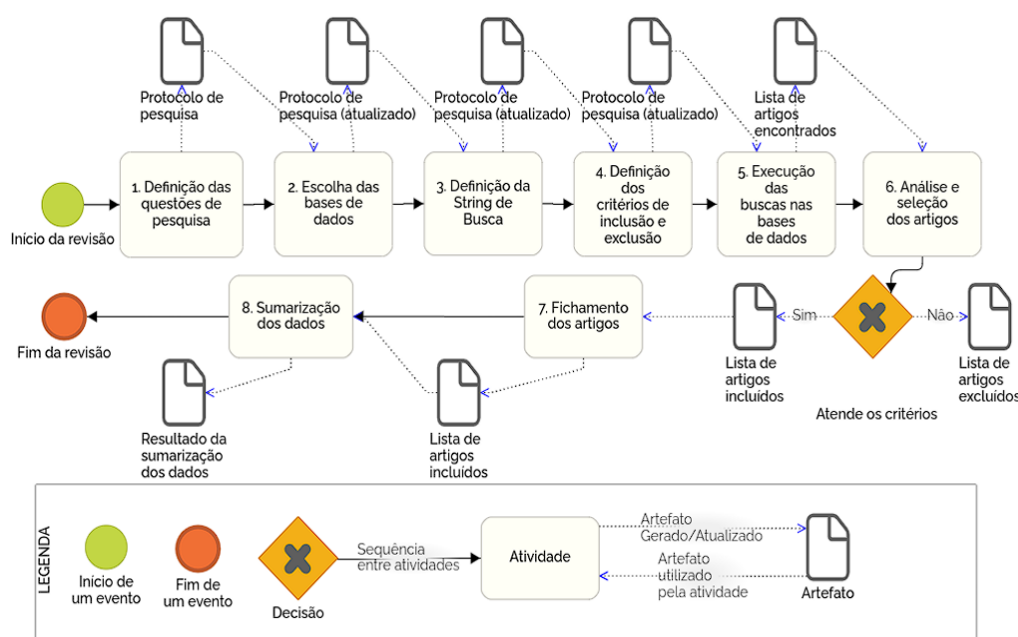 Protocolo de
pesquisa
Protocolo de
pesquisa (atualizado)
Protocolo de
pesquisa (atualizado)
Protocolo de
pesquisa (atualizado)
Lista de
artigos
encontrados
Início da revisão
1. Definição das
questões de
pesquisa
2. Escolha das
bases de
dados
3. Definição da
String de
Busca
4. Definição
dos
critérios de
inclusão e
exclusão
5. Execução
das
buscas nas
bases
de dados
6. Análise e
seleção
dos artigos
Fim da revisão
8. Sumarização
dos dados
7. Fichamento
dos artigos
Sim
Não
Lista de
artigos
incluídos
Lista de
artigos
excluídos
Atende os critérios
Resultado da
sumarização
dos dados
Lista de
artigos
incluídos
LEGENDA
Início de
um evento
Fim de
um evento
Decisão
Sequência
entre atividades
Atividade
Artefato
Gerado/Atualizado
Artefato
utilizado
pela atividade
Artefato